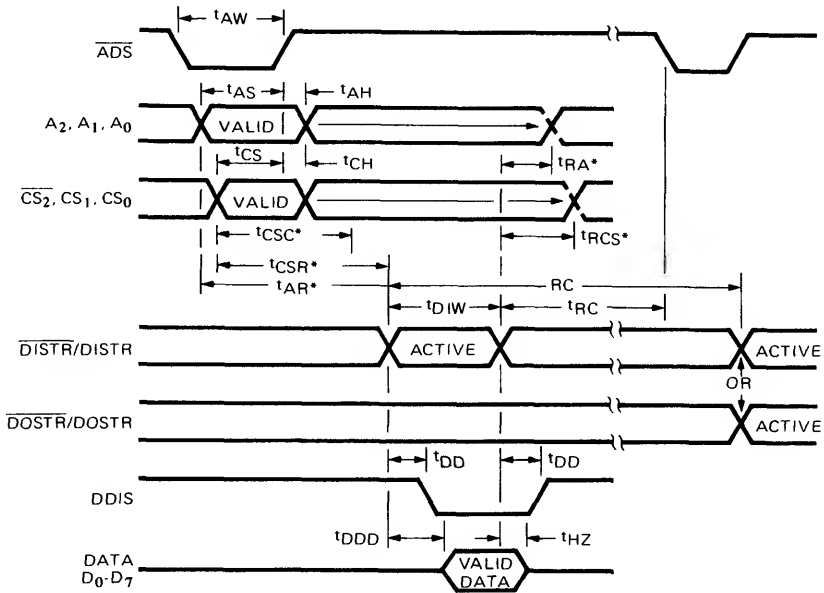 tAW
ADS
tAS
tAH
A2, A1, A0
VALID
tCS
tCH
tRA*
CS2, CS1, CS0
VALID
tCSC*
tRCS*
tCSR*
tAR*
RC
tDIW
tRC
DISTR/DISTR
ACTIVE
ACTIVE
OR
DOSTR/DOSTR
ACTIVE
tDD
tDD
DDIS
tDDD
tHZ
DATA
D0-D7
VALID
DATA